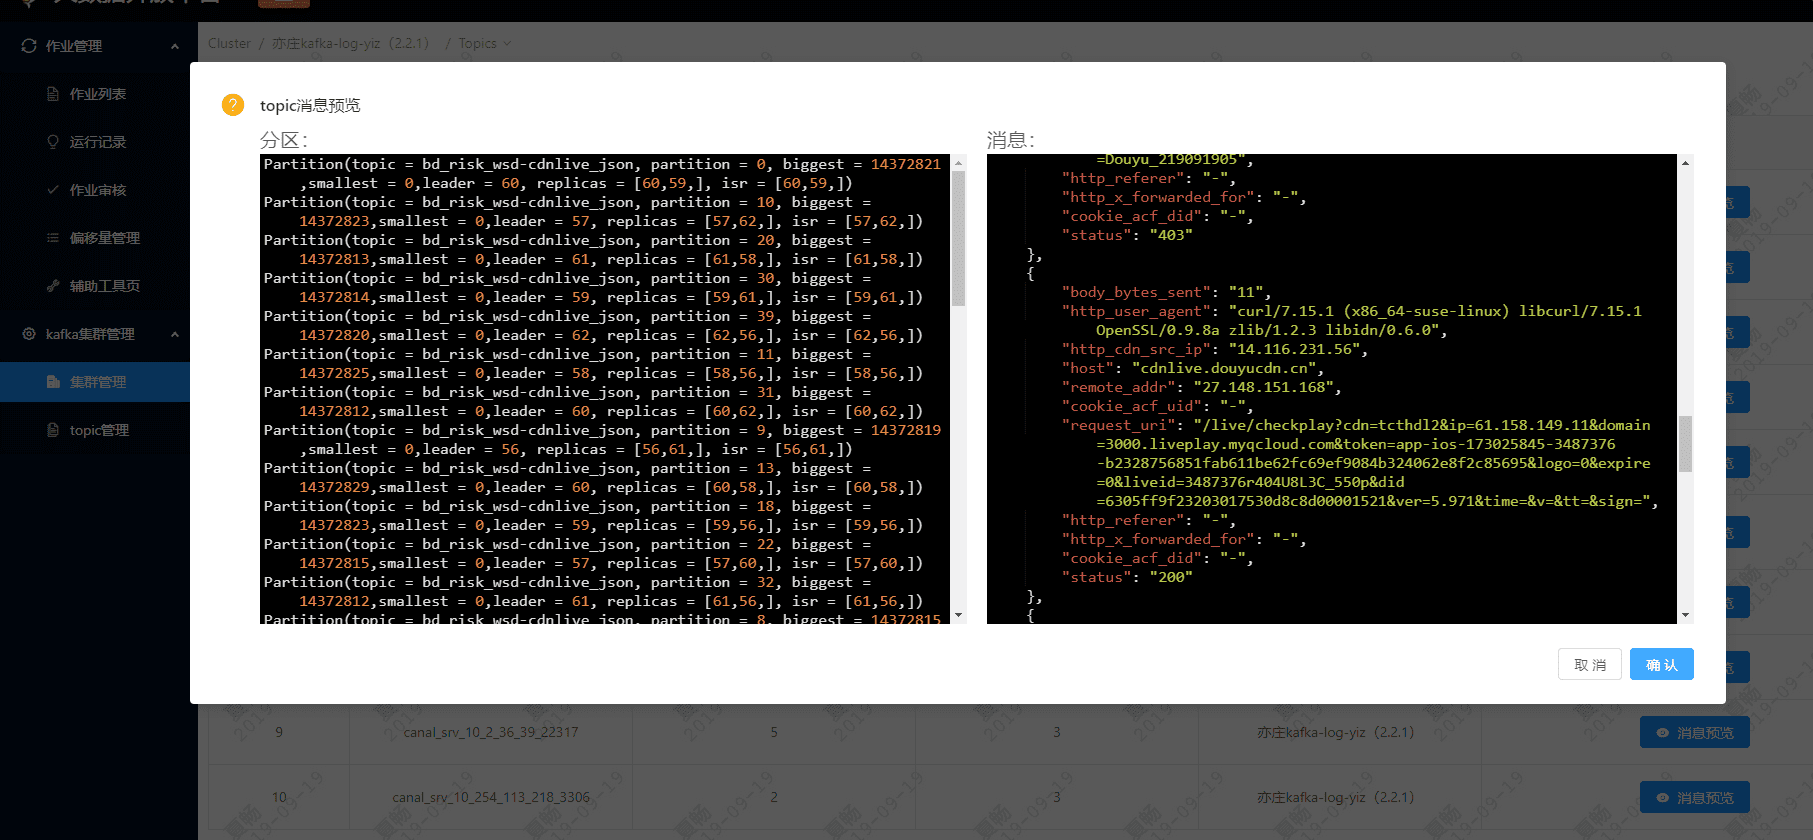 作业管理
作业列表
运行记录
作业审核
偏移量管理
辅助工具页
kafka集群管理
集群管理
topic管理
Cluster / 亦庄kafka-log-yiz（2.2.1） / Topics
topic消息预览
分区：
Partition(topic = bd_risk_wsd-cdnlive_json, partition = 0, biggest = 14372821
,smallest = 0,leader = 60, replicas = [60,59,], isr = [60,59,])
Partition(topic = bd_risk_wsd-cdnlive_json, partition = 10, biggest =
14372823,smallest = 0,leader = 57, replicas = [57,62,], isr = [57,62,])
Partition(topic = bd_risk_wsd-cdnlive_json, partition = 20, biggest =
14372813,smallest = 0,leader = 61, replicas = [61,58,], isr = [61,58,])
Partition(topic = bd_risk_wsd-cdnlive_json, partition = 30, biggest =
14372814,smallest = 0,leader = 59, replicas = [59,61,], isr = [59,61,])
Partition(topic = bd_risk_wsd-cdnlive_json, partition = 39, biggest =
14372820,smallest = 0,leader = 62, replicas = [62,56,], isr = [62,56,])
Partition(topic = bd_risk_wsd-cdnlive_json, partition = 11, biggest =
14372825,smallest = 0,leader = 58, replicas = [58,56,], isr = [58,56,])
Partition(topic = bd_risk_wsd-cdnlive_json, partition = 31, biggest =
14372812,smallest = 0,leader = 60, replicas = [60,62,], isr = [60,62,])
Partition(topic = bd_risk_wsd-cdnlive_json, partition = 9, biggest = 14372819
,smallest = 0,leader = 56, replicas = [56,61,], isr = [56,61,])
Partition(topic = bd_risk_wsd-cdnlive_json, partition = 13, biggest =
14372829,smallest = 0,leader = 60, replicas = [60,58,], isr = [60,58,])
Partition(topic = bd_risk_wsd-cdnlive_json, partition = 18, biggest =
14372823,smallest = 0,leader = 59, replicas = [59,56,], isr = [59,56,])
Partition(topic = bd_risk_wsd-cdnlive_json, partition = 22, biggest =
14372815,smallest = 0,leader = 57, replicas = [57,60,], isr = [57,60,])
Partition(topic = bd_risk_wsd-cdnlive_json, partition = 32, biggest =
14372812,smallest = 0,leader = 61, replicas = [61,56,], isr = [61,56,])
Partition(topic = bd_risk_wsd-cdnlive_json, partition = 8, biggest = 14372815
消息：
=Douyu_219091905",
"http_referer": "-",
"http_x_forwarded_for": "-",
"cookie_acf_did": "-",
"status": "403"
},
{
"body_bytes_sent": "11",
"http_user_agent": "curl/7.15.1 (x86_64-suse-linux) libcurl/7.15.1
OpenSSL/0.9.8a zlib/1.2.3 libidn/0.6.0",
"http_cdn_src_ip": "14.116.231.56",
"host": "cdnlive.douyucdn.cn",
"remote_addr": "27.148.151.168",
"cookie_acf_uid": "-",
"request_uri": "/live/checkplay?cdn=tcthdl2&ip=61.158.149.11&domain
=3000.liveplay.myqcloud.com&token=app-ios-173025845-3487376
-b2328756851fab611be62fc69ef9084b324062e8f2c85695&logo=0&expire
=0&liveid=3487376r404U8L3C_550p&did
=6305ff9f23203017530d8c8d00001521&ver=5.971&time=&v=&tt=&sign=",
"http_referer": "-",
"http_x_forwarded_for": "-",
"cookie_acf_did": "-",
"status": "200"
},
{
取 消
确 认
9 canal_srv_10_2_36_39_22317 5 3 亦庄kafka-log-yiz（2.2.1） 消息预览
10 canal_srv_10_254_113_218_3306 2 3 亦庄kafka-log-yiz（2.2.1） 消息预览